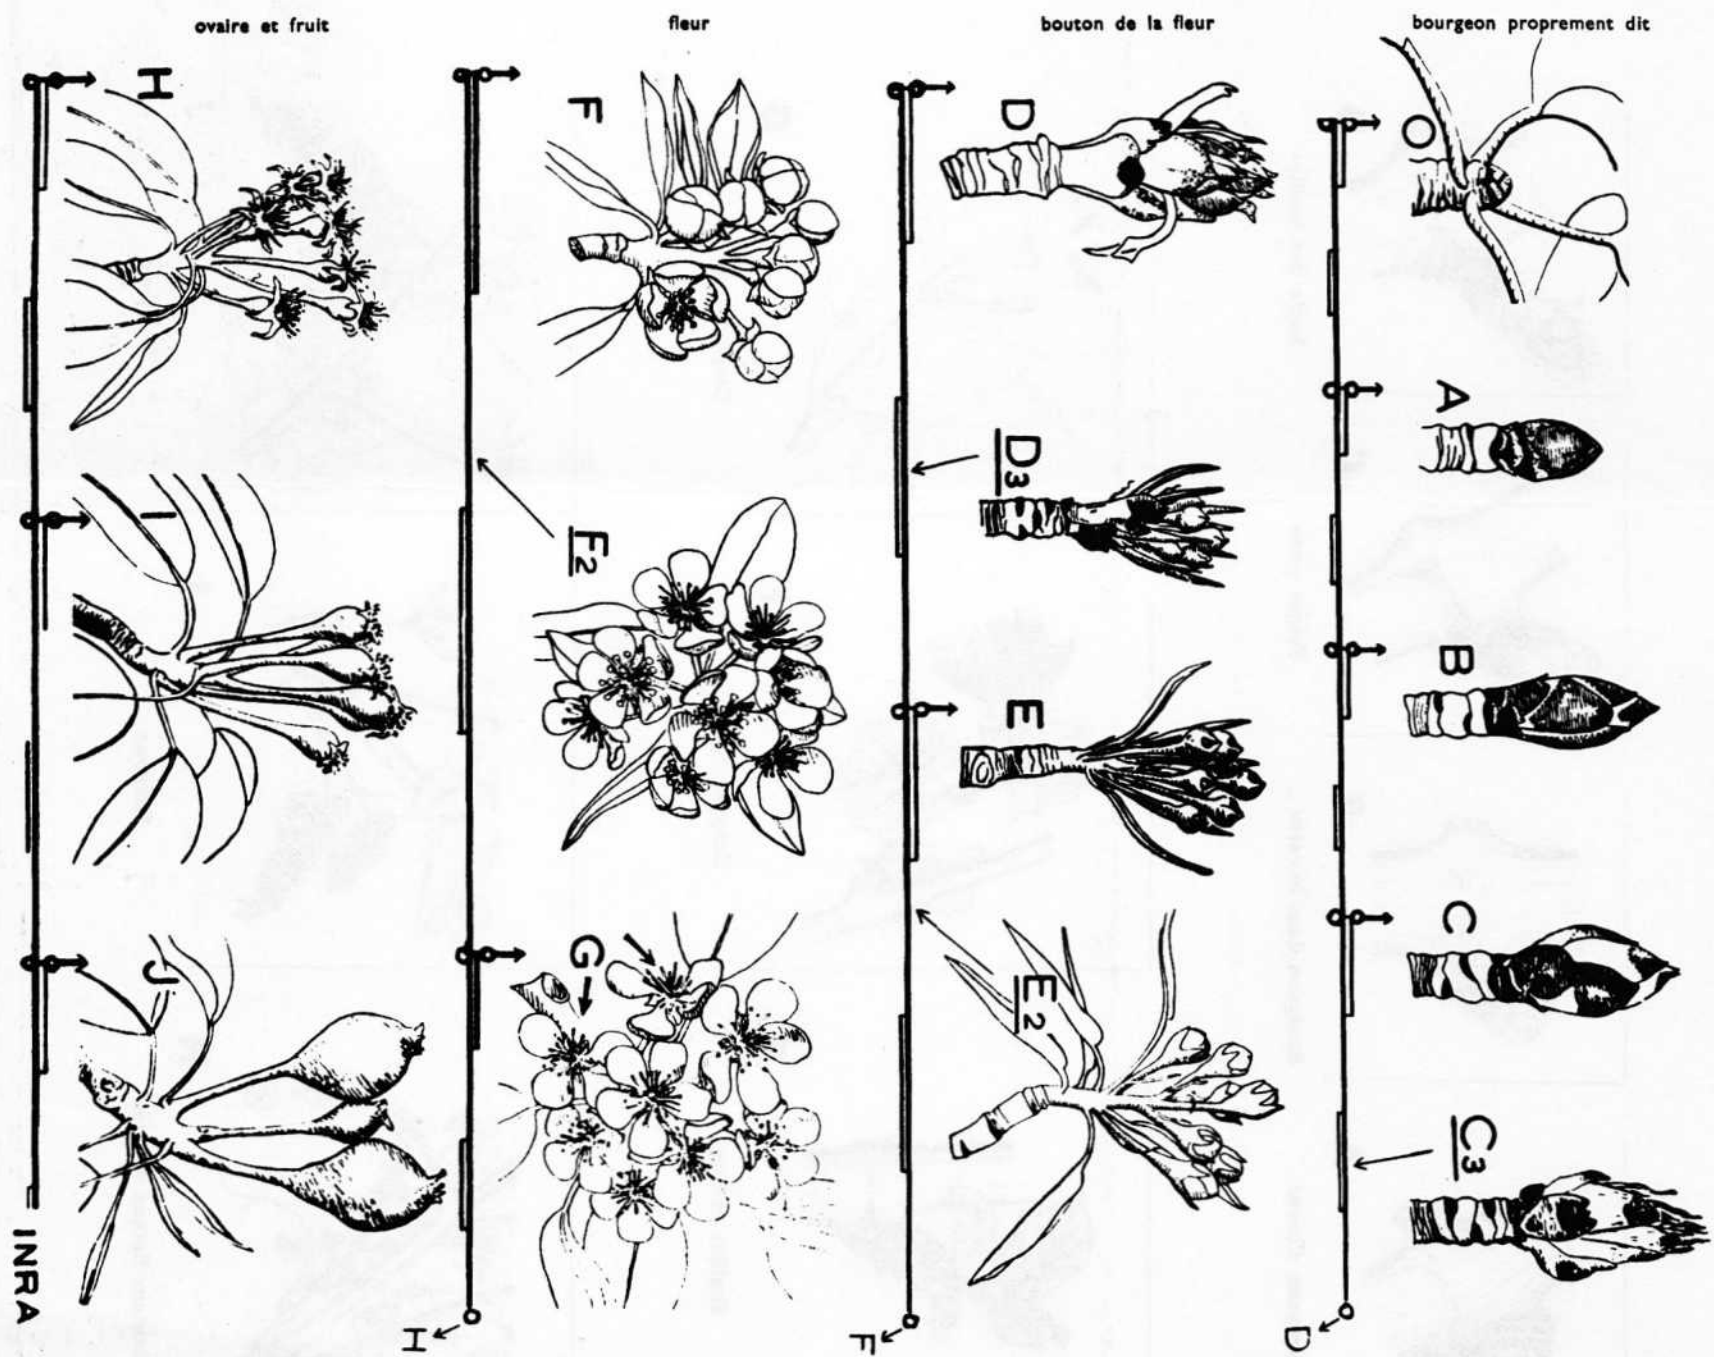 ovaire et fruit
fleur
bouton de la fleur
bourgeon proprement dit
O
A
B
C
C3
D
D
D3
E
E2
F
F
F2
G
H
H
I
J
INRA